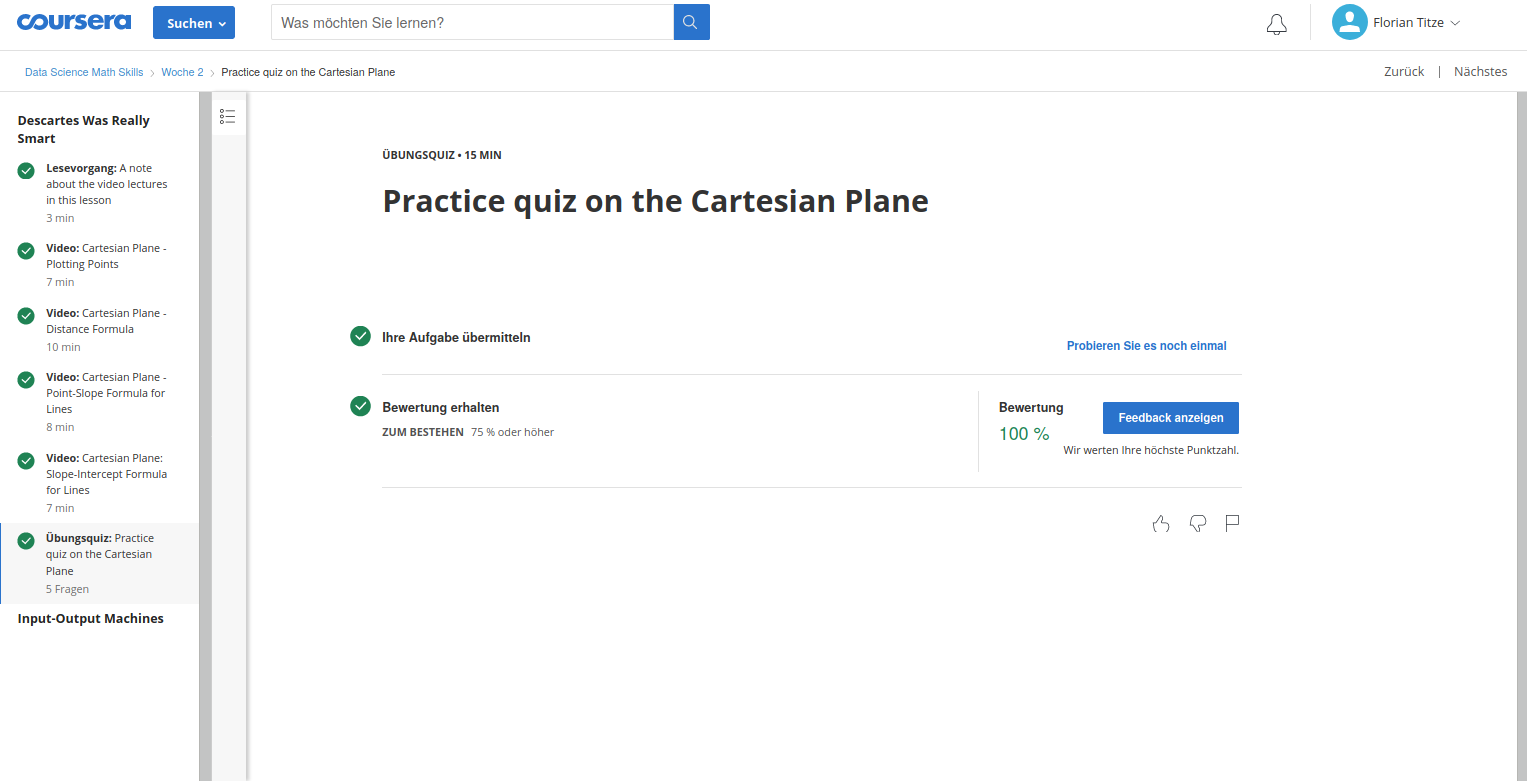 coursera
Suchen
Was möchten Sie lernen?
Florian Titze
Data Science Math Skills
Woche 2
Practice quiz on the Cartesian Plane
Zurück | Nächstes
Descartes Was Really
Smart
Lesevorgang: A note
about the video lectures
in this lesson
3 min
Video: Cartesian Plane -
Plotting Points
7 min
Video: Cartesian Plane -
Distance Formula
10 min
Video: Cartesian Plane -
Point-Slope Formula for
Lines
8 min
Video: Cartesian Plane:
Slope-Intercept Formula
for Lines
7 min
Übungsquiz: Practice
quiz on the Cartesian
Plane
5 Fragen
Input-Output Machines
ÜBUNGSQUIZ • 15 MIN
Practice quiz on the Cartesian Plane
Ihre Aufgabe übermitteln
Probieren Sie es noch einmal
Bewertung erhalten
ZUM BESTEHEN 75 % oder höher
Bewertung
100 %
Feedback anzeigen
Wir werten Ihre höchste Punktzahl.